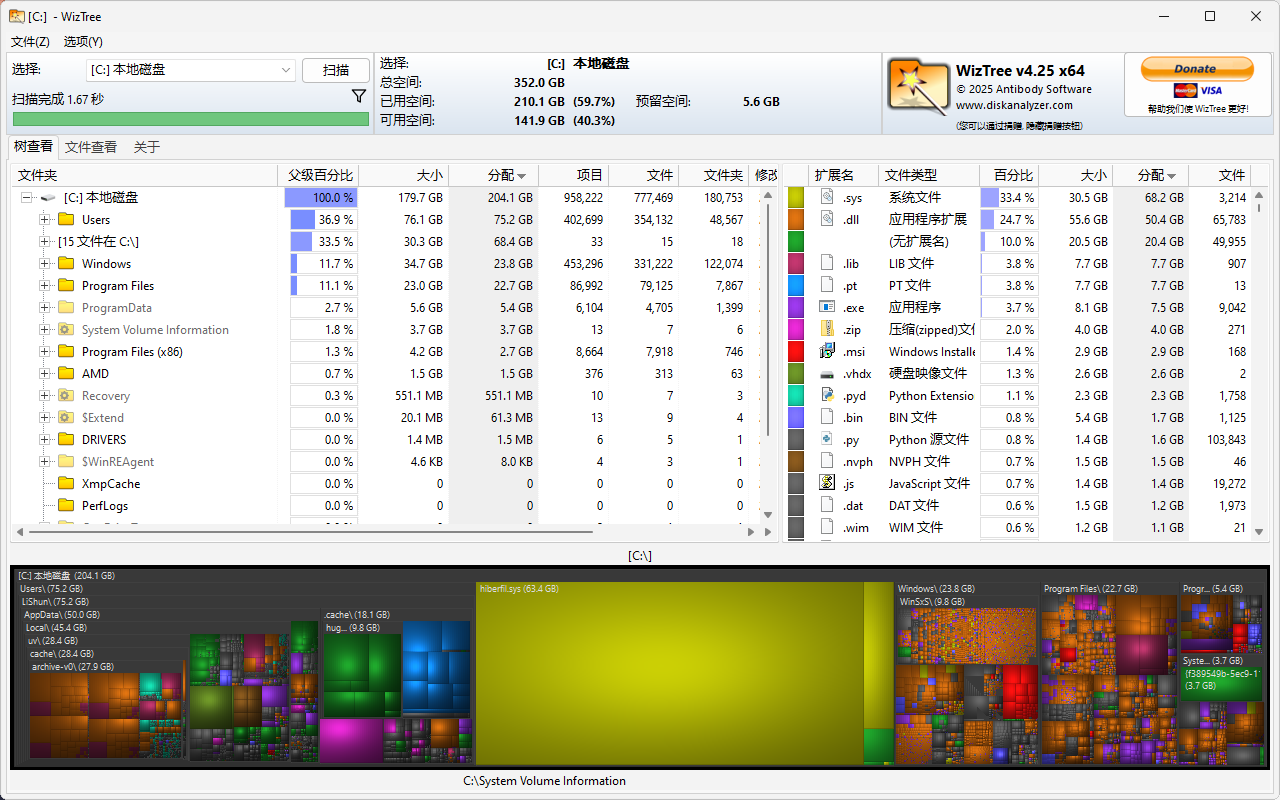 [C:] - WizTree
文件(Z) 选项(Y)
选择: [C:] 本地磁盘 扫描
扫描完成 1.67 秒
选择: [C:] 本地磁盘
总空间: 352.0 GB
已用空间: 210.1 GB (59.7%) 预留空间: 5.6 GB
可用空间: 141.9 GB (40.3%)
WizTree v4.25 x64
© 2025 Antibody Software
www.diskanalyzer.com
(您可以通过捐赠, 隐藏捐赠按钮)
Donate
MasterCard VISA
帮助我们使 WizTree 更好!
树查看 文件查看 关于
文件夹 父级百分比 大小 分配 项目 文件 文件夹 修改
[C:] 本地磁盘 100.0 % 179.7 GB 204.1 GB 958,222 777,469 180,753
Users 36.9 % 76.1 GB 75.2 GB 402,699 354,132 48,567
[15 文件在 C:\] 33.5 % 30.3 GB 68.4 GB 33 15 18
Windows 11.7 % 34.7 GB 23.8 GB 453,296 331,222 122,074
Program Files 11.1 % 23.0 GB 22.7 GB 86,992 79,125 7,867
ProgramData 2.7 % 5.6 GB 5.4 GB 6,104 4,705 1,399
System Volume Information 1.8 % 3.7 GB 3.7 GB 13 7 6
Program Files (x86) 1.3 % 4.2 GB 2.7 GB 8,664 7,918 746
AMD 0.7 % 1.5 GB 1.5 GB 376 313 63
Recovery 0.3 % 551.1 MB 551.1 MB 10 7 3
$Extend 0.0 % 20.1 MB 61.3 MB 13 9 4
DRIVERS 0.0 % 1.4 MB 1.5 MB 6 5 1
$WinREAgent 0.0 % 4.6 KB 8.0 KB 4 3 1
XmpCache 0.0 % 0 0 0 0 0
PerfLogs 0.0 % 0 0 0 0 0
扩展名 文件类型 百分比 大小 分配 文件
.sys 系统文件 33.4 % 30.5 GB 68.2 GB 3,214
.dll 应用程序扩展 24.7 % 55.6 GB 50.4 GB 65,783
(无扩展名) 10.0 % 20.5 GB 20.4 GB 49,955
.lib LIB 文件 3.8 % 7.7 GB 7.7 GB 907
.pt PT 文件 3.8 % 7.7 GB 7.7 GB 13
.exe 应用程序 3.7 % 8.1 GB 7.5 GB 9,042
.zip 压缩(zipped)文 2.0 % 4.0 GB 4.0 GB 271
.msi Windows Installe 1.4 % 2.9 GB 2.9 GB 168
.vhdx 硬盘映像文件 1.3 % 2.6 GB 2.6 GB 2
.pyd Python Extensio 1.1 % 2.3 GB 2.3 GB 1,758
.bin BIN 文件 0.8 % 5.4 GB 1.7 GB 1,125
.py Python 源文件 0.8 % 1.4 GB 1.6 GB 103,843
.nvph NVPH 文件 0.7 % 1.5 GB 1.5 GB 46
.js JavaScript 文件 0.7 % 1.4 GB 1.4 GB 19,272
.dat DAT 文件 0.6 % 1.5 GB 1.2 GB 1,973
.wim WIM 文件 0.6 % 1.2 GB 1.1 GB 21
[C:\]
[C:] 本地磁盘 (204.1 GB)
Users\ (75.2 GB)
LiShun\ (75.2 GB)
AppData\ (50.0 GB)
Local\ (45.4 GB)
uv\ (28.4 GB)
cache\ (28.4 GB)
archive-v0\ (27.9 GB)
.cache\ (18.1 GB)
hug... (9.8 GB)
hiberfil.sys (63.4 GB)
Windows\ (23.8 GB)
WinSxS\ (9.8 GB)
Program Files\ (22.7 GB)
Progr... (5.4 GB)
Syste... (3.7 GB)
{f389549b-5ec9-1
(3.7 GB)
C:\System Volume Information